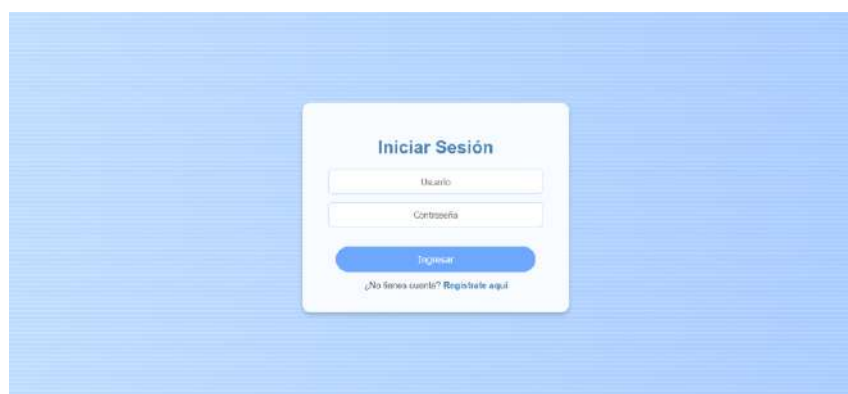 Iniciar Sesión
Usuario
Contraseña
Ingresar
¿No tienes cuenta? Regístrate aquí